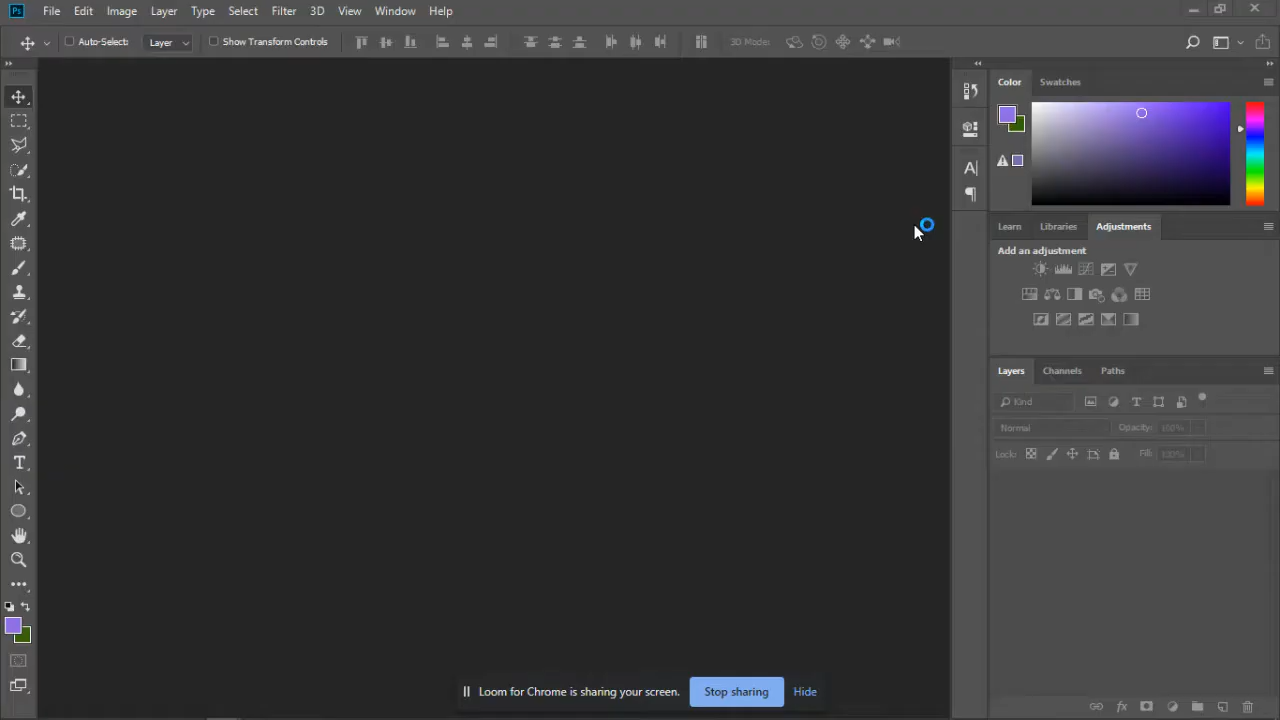 Ps File Edit Image Layer Type Select Filter 3D View Window Help
Auto-Select: Layer Show Transform Controls 3D Mode:
Color Swatches
Learn Libraries Adjustments
Add an adjustment
Layers Channels Paths
Kind
Normal Opacity: 100%
Lock: Fill: 100%
Loom for Chrome is sharing your screen. Stop sharing Hide